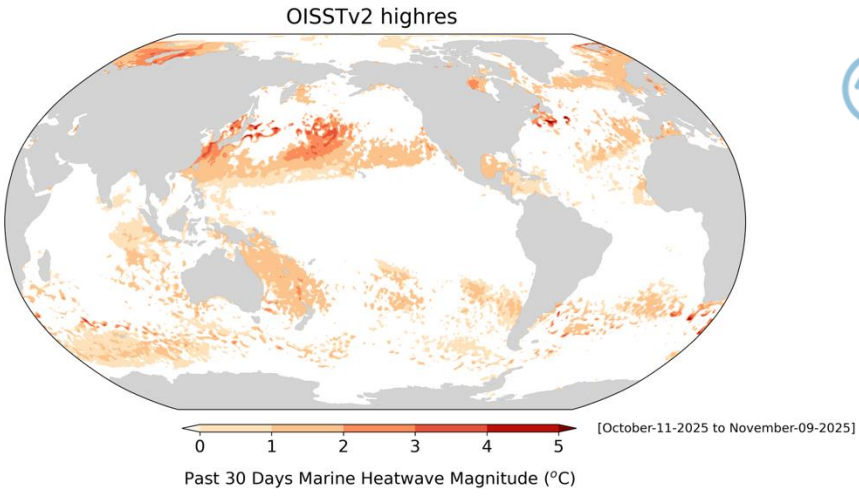 OISSTv2 highres
0 1 2 3 4 5
[October-11-2025 to November-09-2025]
Past 30 Days Marine Heatwave Magnitude (°C)